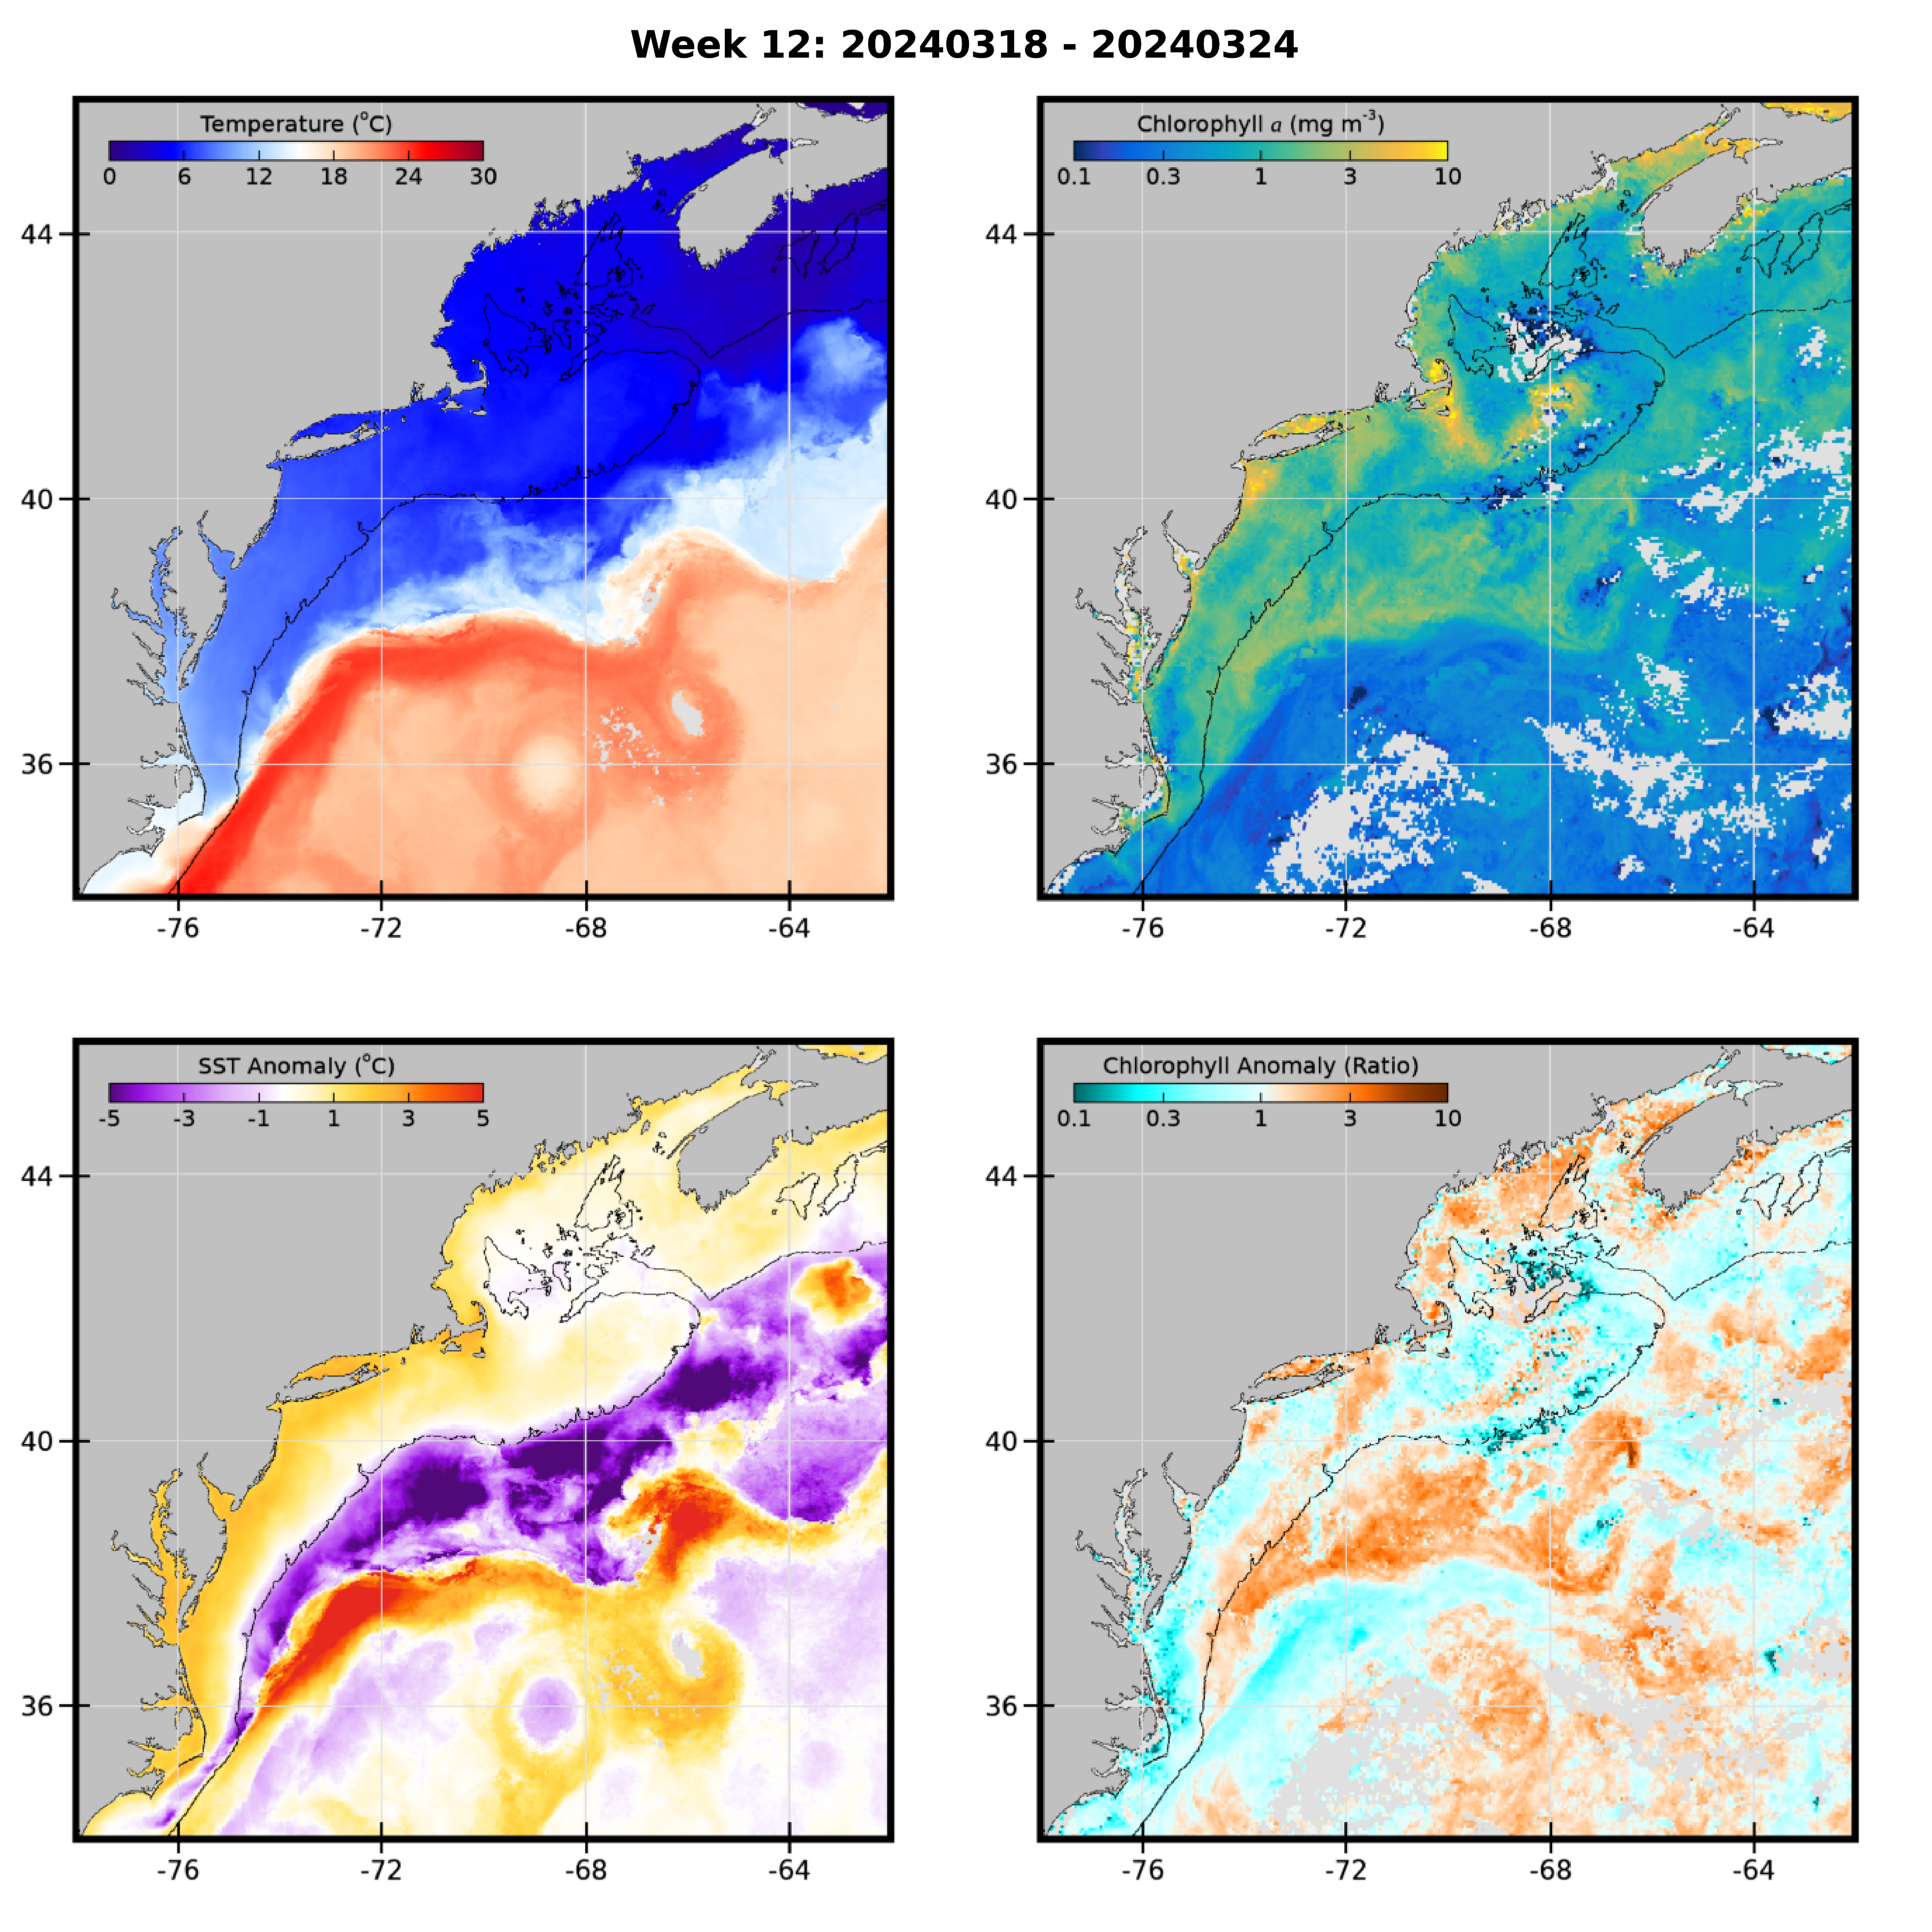 Week 12: 20240318 - 20240324
Temperature (°C)
0 6 12 18 24 30
44
40
36
-76 -72 -68 -64
Chlorophyll a (mg m⁻³)
0.1 0.3 1 3 10
44
40
36
-76 -72 -68 -64
SST Anomaly (°C)
-5 -3 -1 1 3 5
44
40
36
-76 -72 -68 -64
Chlorophyll Anomaly (Ratio)
0.1 0.3 1 3 10
44
40
36
-76 -72 -68 -64